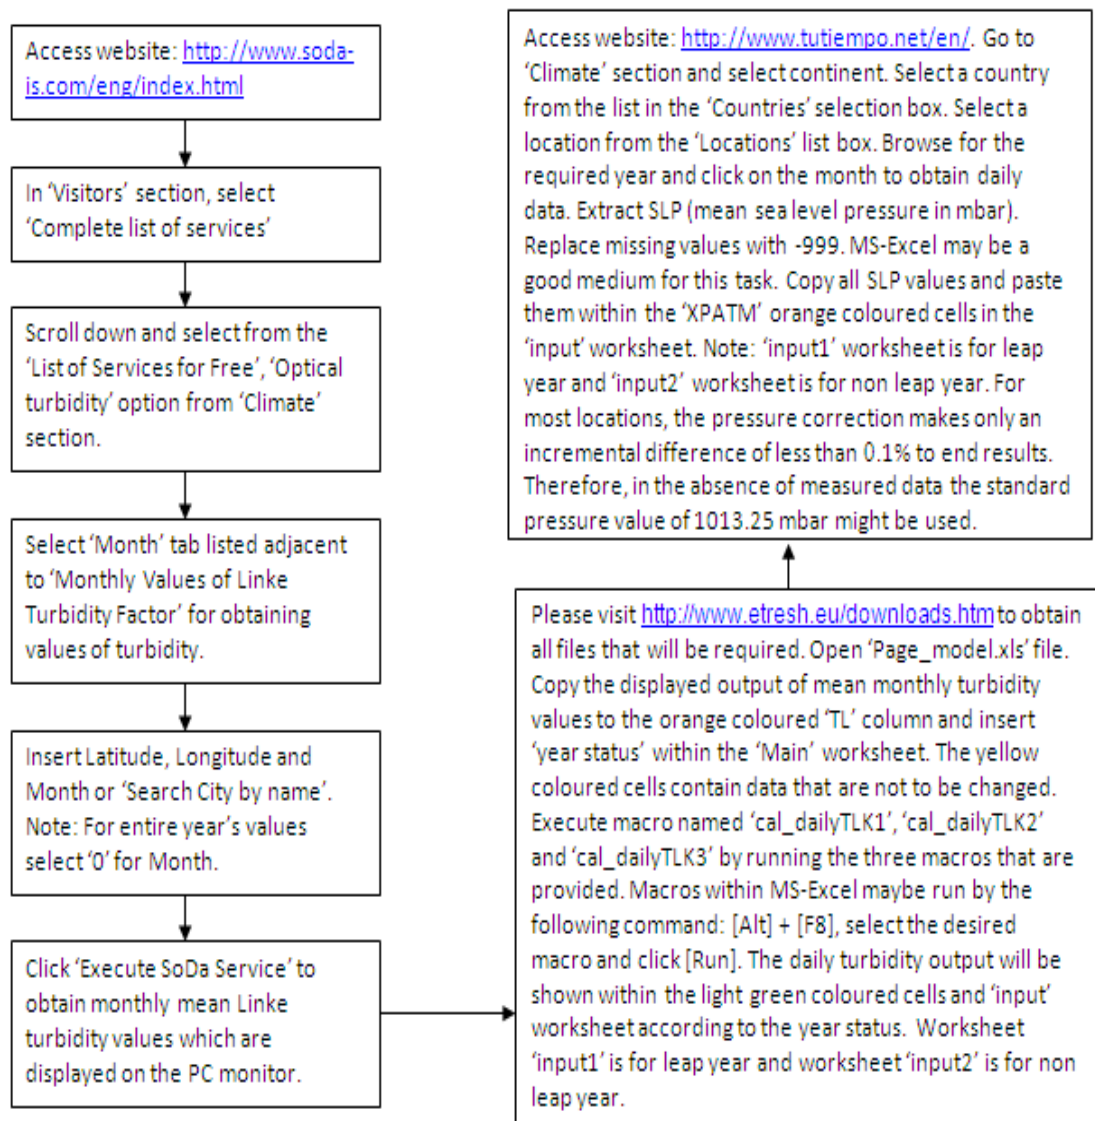 Access website: http://www.soda-
is.com/eng/index.html
In ‘Visitors’ section, select
‘Complete list of services’
Scroll down and select from the
‘List of Services for Free’, ‘Optical
turbidity’ option from ‘Climate’
section.
Select ‘Month’ tab listed adjacent
to ‘Monthly Values of Linke
Turbidity Factor’ for obtaining
values of turbidity.
Insert Latitude, Longitude and
Month or ‘Search City by name’.
Note: For entire year’s values
select ‘0’ for Month.
Click ‘Execute SoDa Service’ to
obtain monthly mean Linke
turbidity values which are
displayed on the PC monitor.
Please visit http://www.etresh.eu/downloads.htm to obtain
all files that will be required. Open ‘Page_model.xls’ file.
Copy the displayed output of mean monthly turbidity
values to the orange coloured ‘TL’ column and insert
‘year status’ within the ‘Main’ worksheet. The yellow
coloured cells contain data that are not to be changed.
Execute macro named ‘cal_dailyTLK1’, ‘cal_dailyTLK2’
and ‘cal_dailyTLK3’ by running the three macros that are
provided. Macros within MS-Excel maybe run by the
following command: [Alt] + [F8], select the desired
macro and click [Run]. The daily turbidity output will be
shown within the light green coloured cells and ‘input’
worksheet according to the year status. Worksheet
‘input1’ is for leap year and worksheet ‘input2’ is for non
leap year.
Access website: http://www.tutiempo.net/en/. Go to
‘Climate’ section and select continent. Select a country
from the list in the ‘Countries’ selection box. Select a
location from the ‘Locations’ list box. Browse for the
required year and click on the month to obtain daily
data. Extract SLP (mean sea level pressure in mbar).
Replace missing values with -999. MS-Excel may be a
good medium for this task. Copy all SLP values and paste
them within the ‘XPATM’ orange coloured cells in the
‘input’ worksheet. Note: ‘input1’ worksheet is for leap
year and ‘input2’ worksheet is for non leap year. For
most locations, the pressure correction makes only an
incremental difference of less than 0.1% to end results.
Therefore, in the absence of measured data the standard
pressure value of 1013.25 mbar might be used.